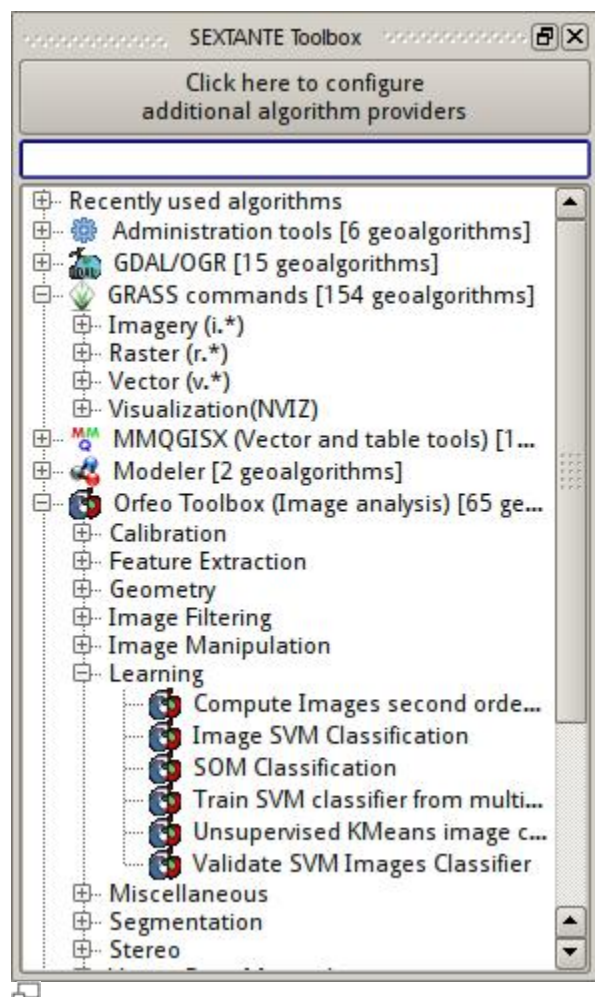 SEXTANTE Toolbox
Click here to configure
additional algorithm providers
Recently used algorithms
Administration tools [6 geoalgorithms]
GDAL/OGR [15 geoalgorithms]
GRASS commands [154 geoalgorithms]
Imagery (i.*)
Raster (r.*)
Vector (v.*)
Visualization(NVIZ)
MMQGISX (Vector and table tools) [1...
Modeler [2 geoalgorithms]
Orfeo Toolbox (Image analysis) [65 ge...
Calibration
Feature Extraction
Geometry
Image Filtering
Image Manipulation
Learning
Compute Images second orde...
Image SVM Classification
SOM Classification
Train SVM classifier from multi...
Unsupervised KMeans image c...
Validate SVM Images Classifier
Miscellaneous
Segmentation
Stereo